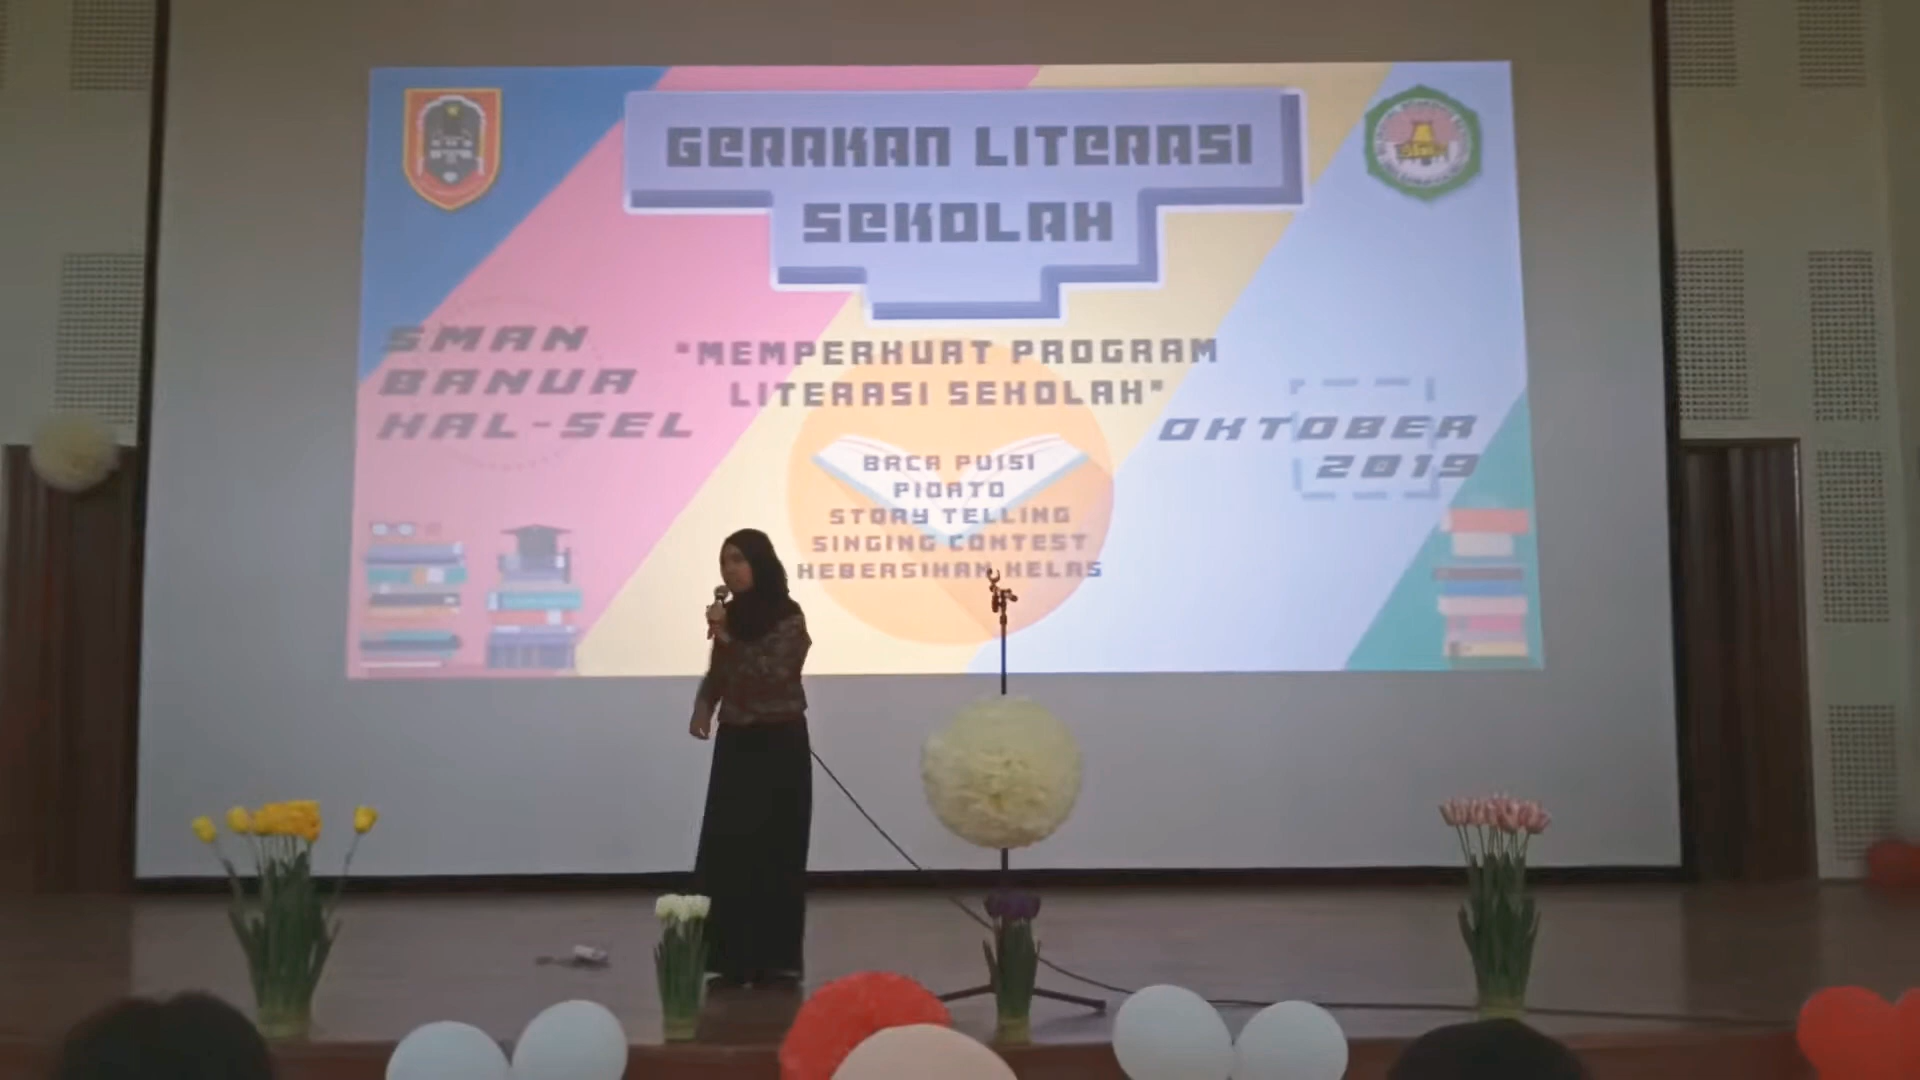 GERAKAN LITERASI
SEKOLAH
SMAN
BANUA
KAL-SEL
"MEMPERKUAT PROGRAM
LITERASI SEKOLAH"
OKTOBER
2019
BACA PUISI
PIDATO
STORY TELLING
SINGING CONTEST
KEBERSIHAN KELAS